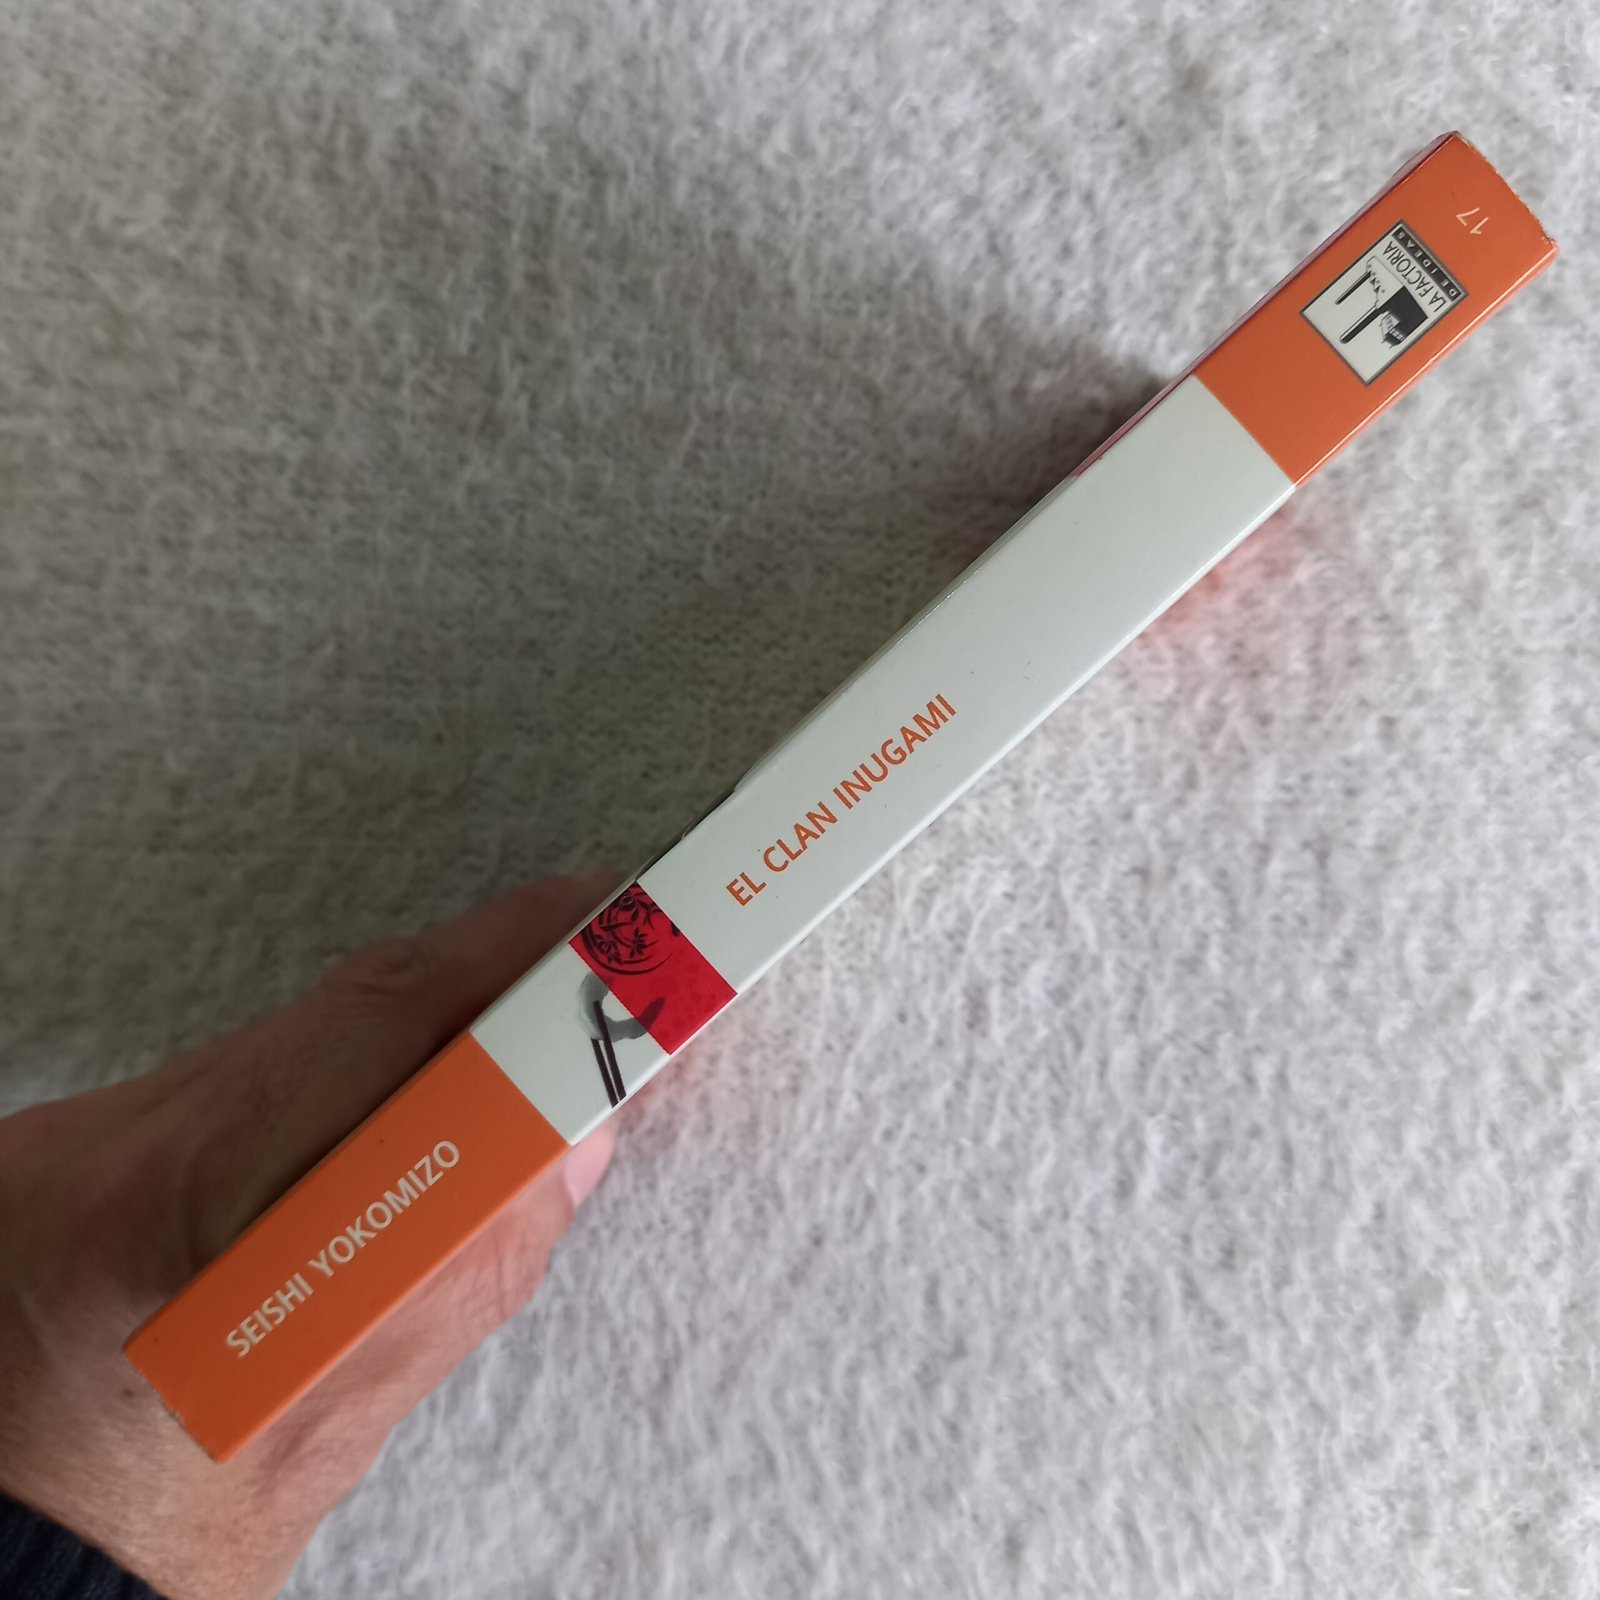 SEISHI YOKOMIZO
EL CLAN INUGAMI
LA FACTORIA
DE IDEAS
17